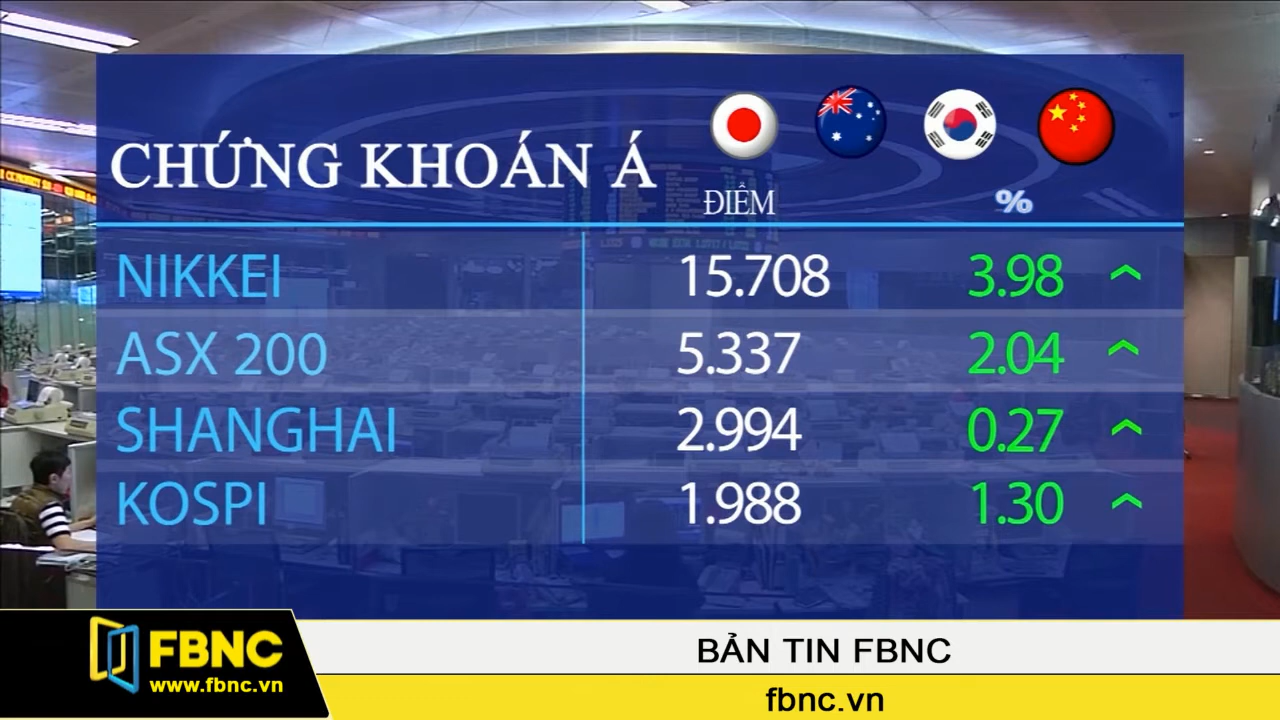 CHỨNG KHOÁN Á
ĐIỂM %
NIKKEI 15.708 3.98
ASX 200 5.337 2.04
SHANGHAI 2.994 0.27
KOSPI 1.988 1.30
FBNC
www.fbnc.vn
BẢN TIN FBNC
fbnc.vn